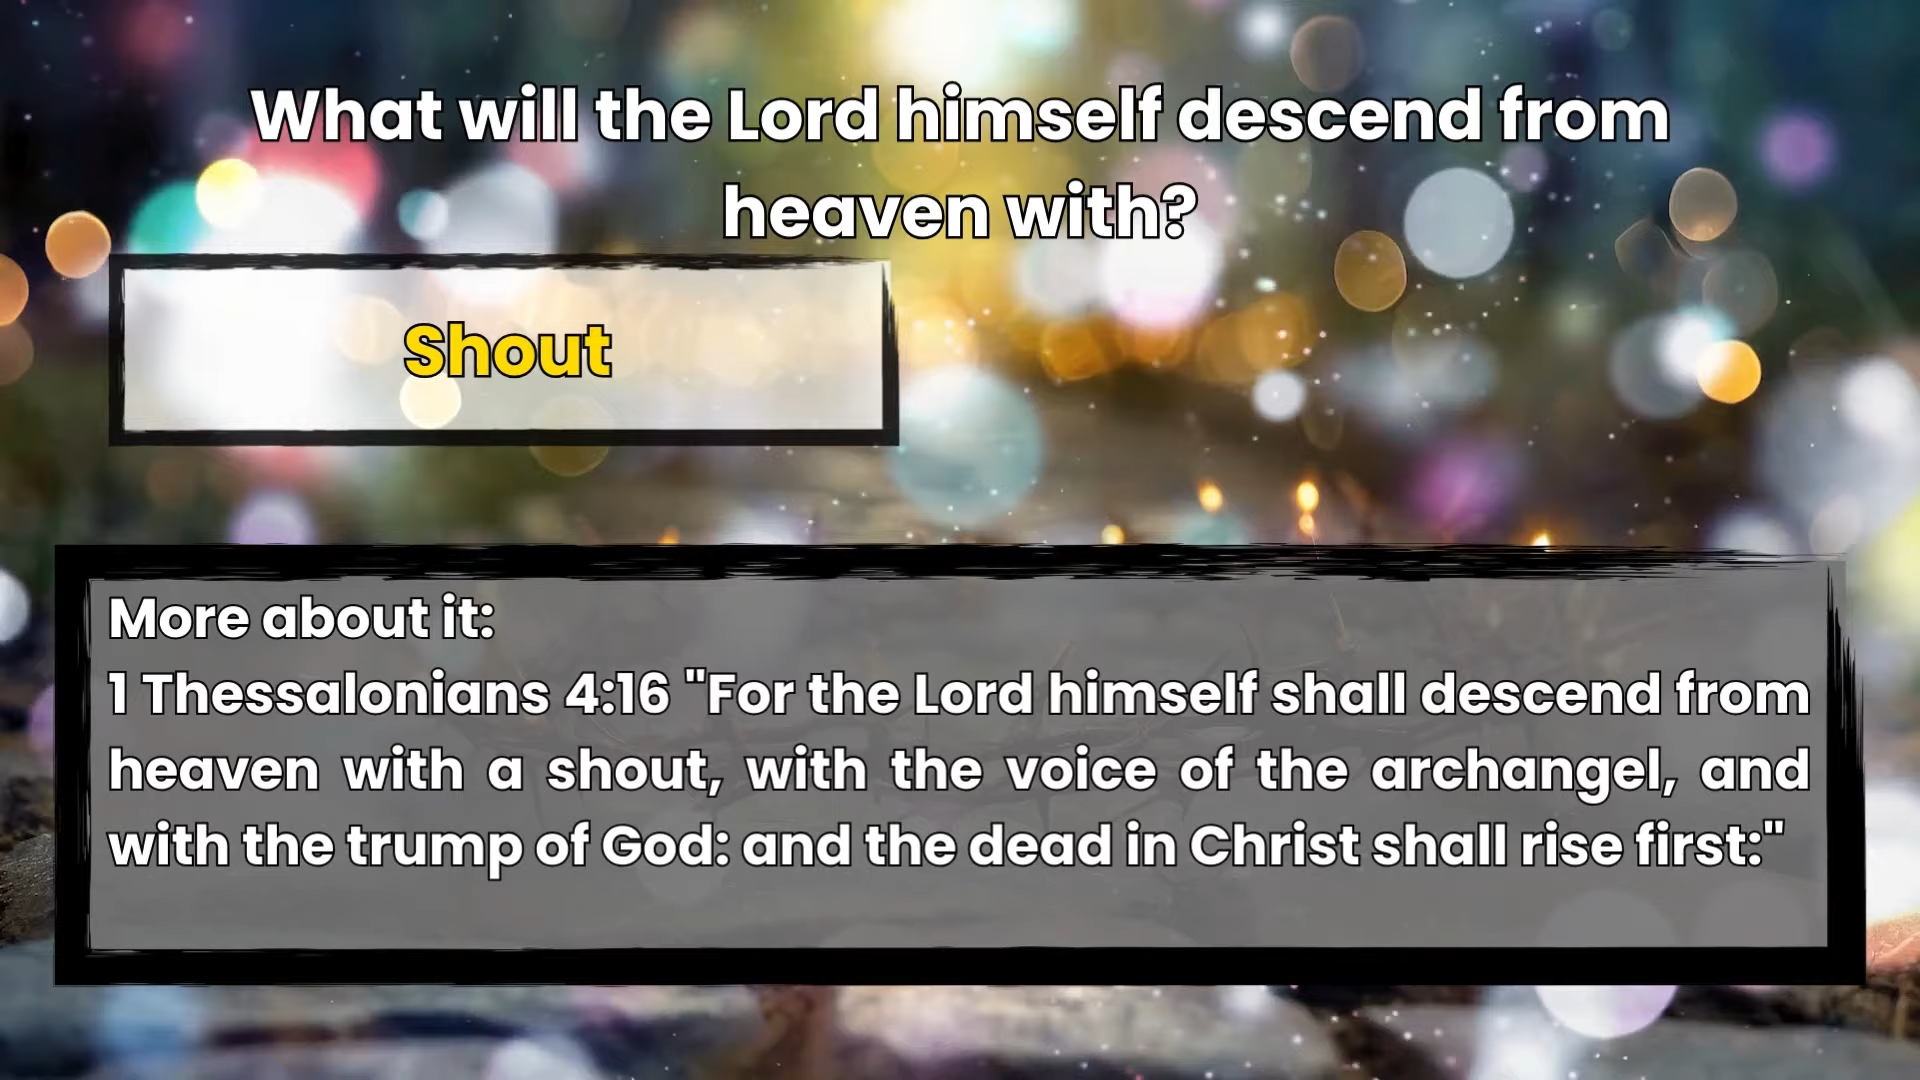 What will the Lord himself descend from
heaven with?
Shout
More about it:
1 Thessalonians 4:16 "For the Lord himself shall descend from
heaven with a shout, with the voice of the archangel, and
with the trump of God: and the dead in Christ shall rise first:"